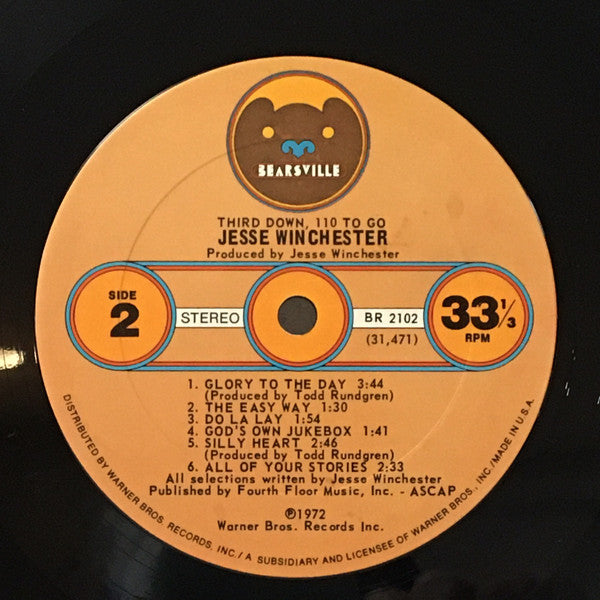 BEARSVILLE
THIRD DOWN, 110 TO GO
JESSE WINCHESTER
Produced by Jesse Winchester
SIDE
2
STEREO
BR 2102
(31,471)
33 1/3
RPM
1. GLORY TO THE DAY 3:44
(Produced by Todd Rundgren)
2. THE EASY WAY 1:30
3. DO LA LAY 1:54
4. GOD'S OWN JUKEBOX 1:41
5. SILLY HEART 2:46
(Produced by Todd Rundgren)
6. ALL OF YOUR STORIES 2:33
All selections written by Jesse Winchester
Published by Fourth Floor Music, Inc. - ASCAP
℗1972
Warner Bros. Records Inc.
DISTRIBUTED BY WARNER BROS. RECORDS, INC./A SUBSIDIARY AND LICENSEE OF WARNER BROS., INC./MADE IN U.S.A.